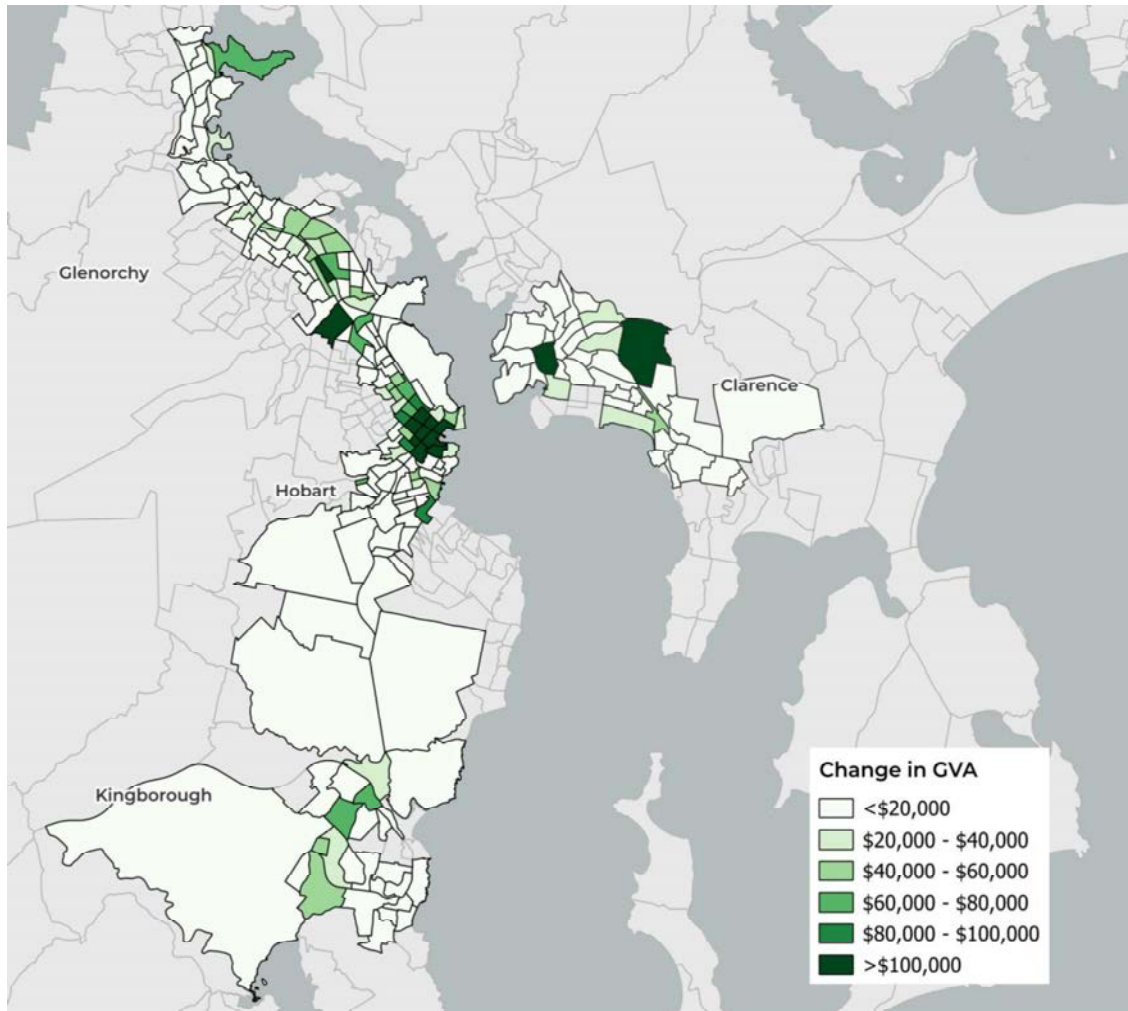 Glenorchy
Clarence
Hobart
Kingborough
Change in GVA
<$20,000
$20,000 - $40,000
$40,000 - $60,000
$60,000 - $80,000
$80,000 - $100,000
>$100,000